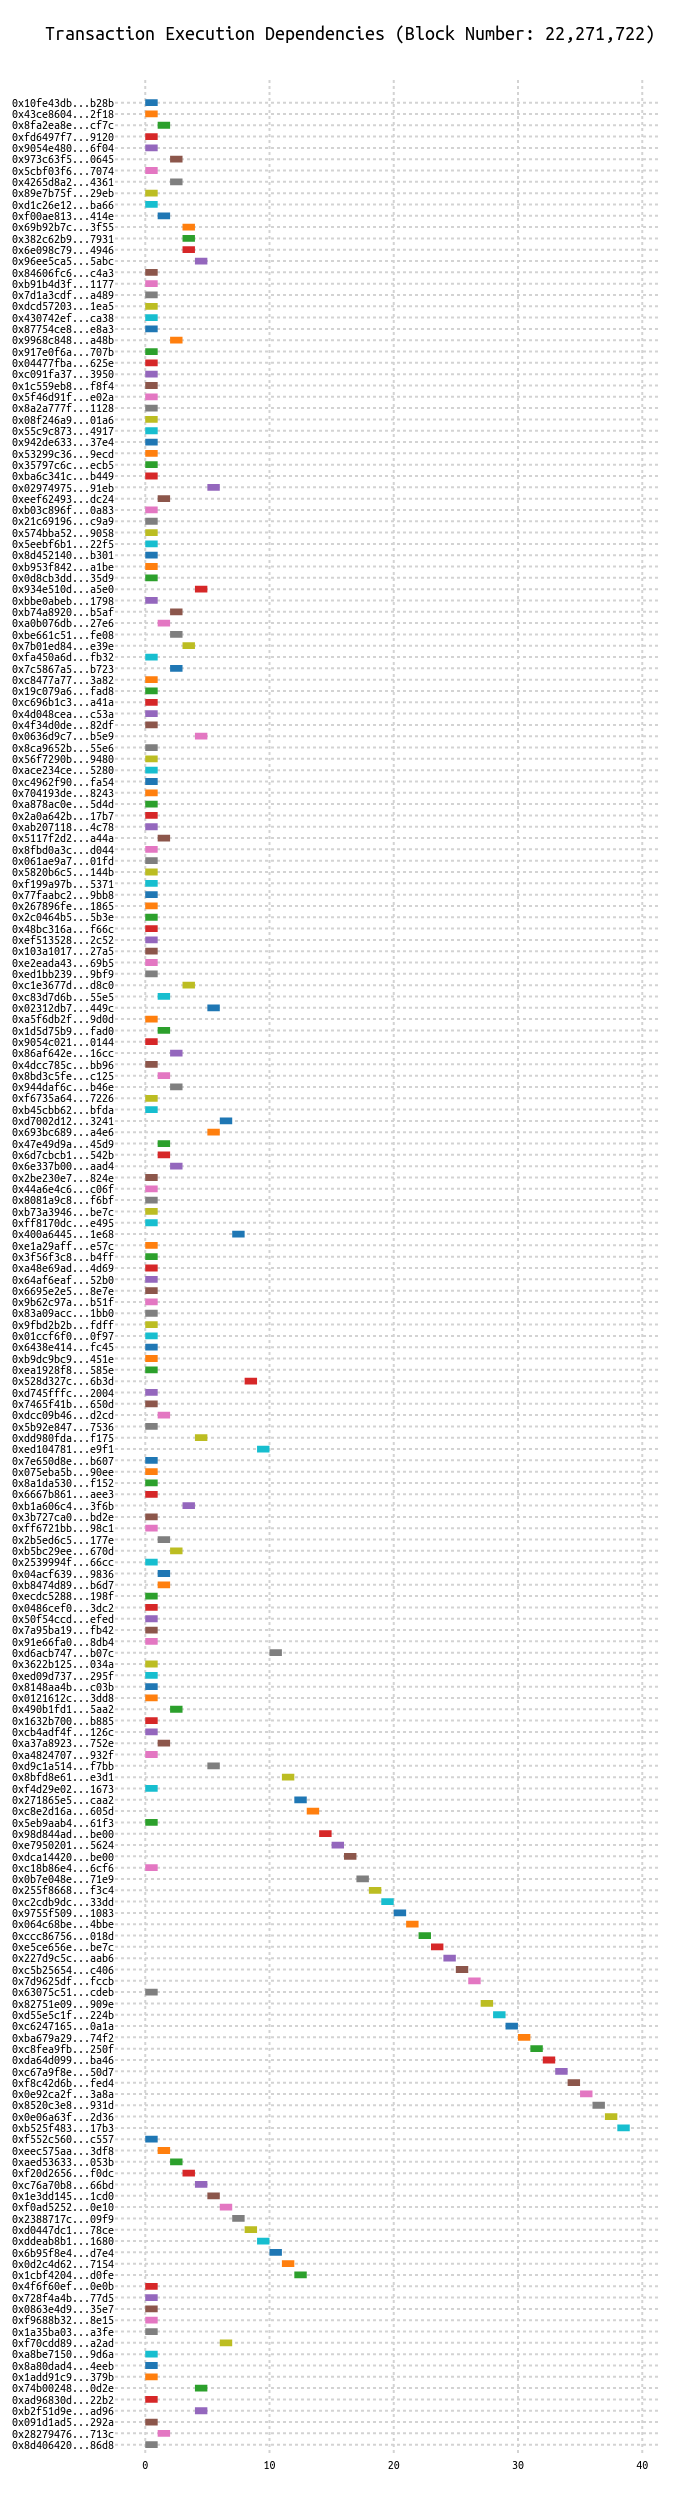 Transaction Execution Dependencies (Block Number: 22,271,722)
0x10fe43db...b28b
0x43ce8604...2f18
0x8fa2ea8e...cf7c
0xfd6497f7...9120
0x9054e480...6f04
0x973c63f5...0645
0x5cbf03f6...7074
0x4265d8a2...4361
0x89e7b75f...29eb
0xd1c26e12...ba66
0xf00ae813...414e
0x69b92b7c...3f55
0x382c62b9...7931
0x6e098c79...4946
0x96ee5ca5...5abc
0x84606fc6...c4a3
0xb91b4d3f...1177
0x7d1a3cdf...a489
0xdcd57203...1ea5
0x430742ef...ca38
0x87754ce8...e8a3
0x9968c848...a48b
0x917e0f6a...707b
0x04477fba...625e
0xc091fa37...3950
0x1c559eb8...f8f4
0x5f46d91f...e02a
0x8a2a777f...1128
0x08f246a9...01a6
0x55c9c873...4917
0x942de633...37e4
0x53299c36...9ecd
0x35797c6c...ecb5
0xba6c341c...b449
0x02974975...91eb
0xeef62493...dc24
0xb03c896f...0a83
0x21c69196...c9a9
0x574bba52...9058
0x5eebf6b1...22f5
0x8d452140...b301
0xb953f842...a1be
0x0d8cb3dd...35d9
0x934e510d...a5e0
0xbbe0abeb...1798
0xb74a8920...b5af
0xa0b076db...27e6
0xbe661c51...fe08
0x7b01ed84...e39e
0xfa450a6d...fb32
0x7c5867a5...b723
0xc8477a77...3a82
0x19c079a6...fad8
0xc696b1c3...a41a
0x4d048cea...c53a
0x4f34d0de...82df
0x0636d9c7...b5e9
0x8ca9652b...55e6
0x56f7290b...9480
0xace234ce...5280
0xc4962f90...fa54
0x704193de...8243
0xa878ac0e...5d4d
0x2a0a642b...17b7
0xab207118...4c78
0x5117f2d2...a44a
0x8fbd0a3c...d044
0x061ae9a7...01fd
0x5820b6c5...144b
0xf199a97b...5371
0x77faabc2...9bb8
0x267896fe...1865
0x2c0464b5...5b3e
0x48bc316a...f66c
0xef513528...2c52
0x103a1017...27a5
0xe2eada43...69b5
0xed1bb239...9bf9
0xc1e3677d...d8c0
0xc83d7d6b...55e5
0x02312db7...449c
0xa5f6db2f...9d0d
0x1d5d75b9...fad0
0x9054c021...0144
0x86af642e...16cc
0x4dcc785c...bb96
0x8bd3c5fe...c125
0x944daf6c...b46e
0xf6735a64...7226
0xb45cbb62...bfda
0xd7002d12...3241
0x693bc689...a4e6
0x47e49d9a...45d9
0x6d7cbcb1...542b
0x6e337b00...aad4
0x2be230e7...824e
0x44a6e4c6...c06f
0x8081a9c8...f6bf
0xb73a3946...be7c
0xff8170dc...e495
0x400a6445...1e68
0xe1a29aff...e57c
0x3f56f3c8...b4ff
0xa48e69ad...4d69
0x64af6eaf...52b0
0x6695e2e5...8e7e
0x9b62c97a...b51f
0x83a09acc...1bb0
0x9fbd2b2b...fdff
0x01ccf6f0...0f97
0x6438e414...fc45
0xb9dc9bc9...451e
0xea1928f8...585e
0x528d327c...6b3d
0xd745fffc...2004
0x7465f41b...650d
0xdcc09b46...d2cd
0x5b92e847...7536
0xdd980fda...f175
0xed104781...e9f1
0x7e650d8e...b607
0x075eba5b...90ee
0x8a1da530...f152
0x6667b861...aee3
0xb1a606c4...3f6b
0x3b727ca0...bd2e
0xff6721bb...98c1
0x2b5ed6c5...177e
0xb5bc29ee...670d
0x2539994f...66cc
0x04acf639...9836
0xb8474d89...b6d7
0xecdc5288...198f
0x0486cef0...3dc2
0x50f54ccd...efed
0x7a95ba19...fb42
0x91e66fa0...8db4
0xd6acb747...b07c
0x3622b125...034a
0xed09d737...295f
0x8148aa4b...c03b
0x0121612c...3dd8
0x490b1fd1...5aa2
0x1632b700...b885
0xcb4adf4f...126c
0xa37a8923...752e
0xa4824707...932f
0xd9c1a514...f7bb
0x8bfd8e61...e3d1
0xf4d29e02...1673
0x271865e5...caa2
0xc8e2d16a...605d
0x5eb9aab4...61f3
0x98d844ad...be00
0xe7950201...5624
0xdca14420...be00
0xc18b86e4...6cf6
0x0b7e048e...71e9
0x255f8668...f3c4
0xc2cdb9dc...33dd
0x9755f509...1083
0x064c68be...4bbe
0xccc86756...018d
0xe5ce656e...be7c
0x227d9c5c...aab6
0xc5b25654...c406
0x7d9625df...fccb
0x63075c51...cdeb
0x82751e09...909e
0xd55e5c1f...224b
0xc6247165...0a1a
0xba679a29...74f2
0xc8fea9fb...250f
0xda64d099...ba46
0xc67a9f8e...50d7
0xf8c42d6b...fed4
0x0e92ca2f...3a8a
0x8520c3e8...931d
0x0e06a63f...2d36
0xb525f483...17b3
0xf552c560...c557
0xeec575aa...3df8
0xaed53633...053b
0xf20d2656...f0dc
0xc76a70b8...66bd
0x1e3dd145...1cd0
0xf0ad5252...0e10
0x2388717c...09f9
0xd0447dc1...78ce
0xddeab8b1...1680
0x6b95f8e4...d7e4
0x0d2c4d62...7154
0x1cbf4204...d0fe
0x4f6f60ef...0e0b
0x728f4a4b...77d5
0x0863e4d9...35e7
0xf9688b32...8e15
0x1a35ba03...a3fe
0xf70cdd89...a2ad
0xa8be7150...9d6a
0x8a80dad4...4eeb
0x1add91c9...379b
0x74b00248...0d2e
0xad96830d...22b2
0xb2f51d9e...ad96
0x091d1ad5...292a
0x28279476...713c
0x8d406420...86d8
0 10 20 30 40